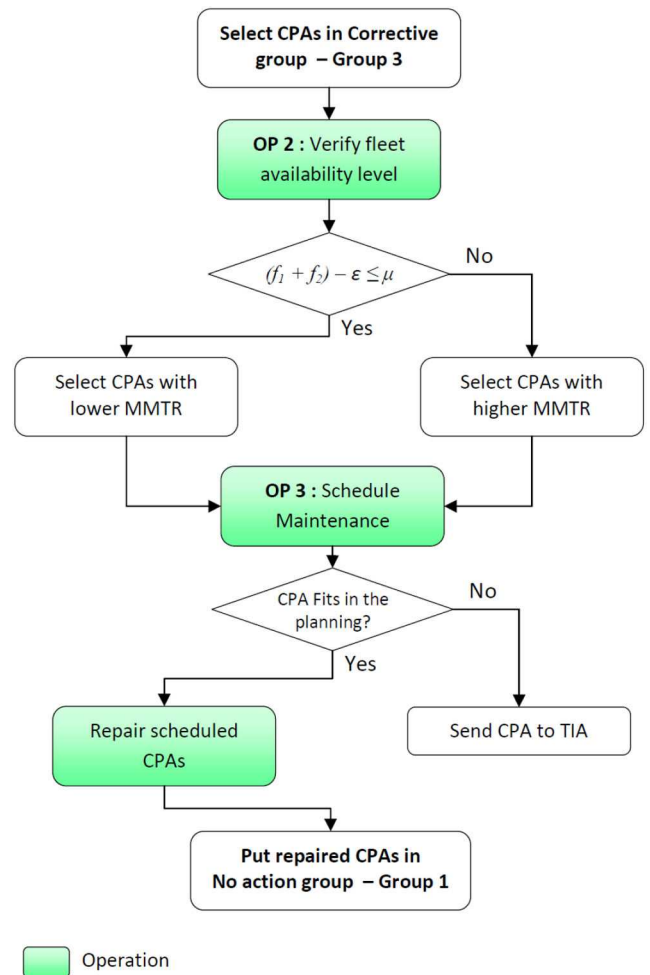 Select CPAs in Corrective
group – Group 3
OP 2 : Verify fleet
availability level
(f₁ + f₂) – ε ≤ μ
No
Yes
Select CPAs with
lower MMTR
Select CPAs with
higher MMTR
OP 3 : Schedule
Maintenance
CPA Fits in the
planning?
No
Yes
Repair scheduled
CPAs
Send CPA to TIA
Put repaired CPAs in
No action group – Group 1
Operation